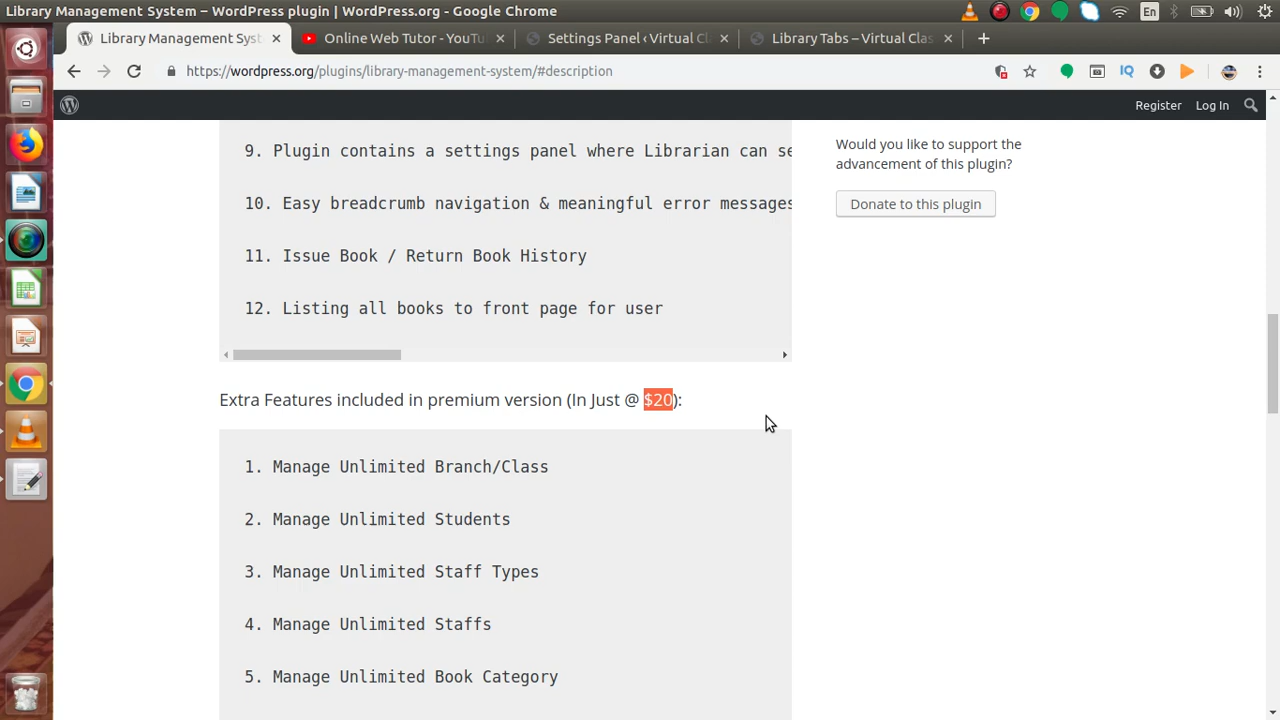 Library Management System – WordPress plugin | WordPress.org - Google Chrome
En
Library Management Syst
Online Web Tutor - YouTu
Settings Panel ‹ Virtual C
Library Tabs – Virtual Clas
https://wordpress.org/plugins/library-management-system/#description
IQ
Register
Log In
9. Plugin contains a settings panel where Librarian can se
10. Easy breadcrumb navigation & meaningful error messages
11. Issue Book / Return Book History
12. Listing all books to front page for user
Would you like to support the
advancement of this plugin?
Donate to this plugin
Extra Features included in premium version (In Just @ $20):
1. Manage Unlimited Branch/Class
2. Manage Unlimited Students
3. Manage Unlimited Staff Types
4. Manage Unlimited Staffs
5. Manage Unlimited Book Category